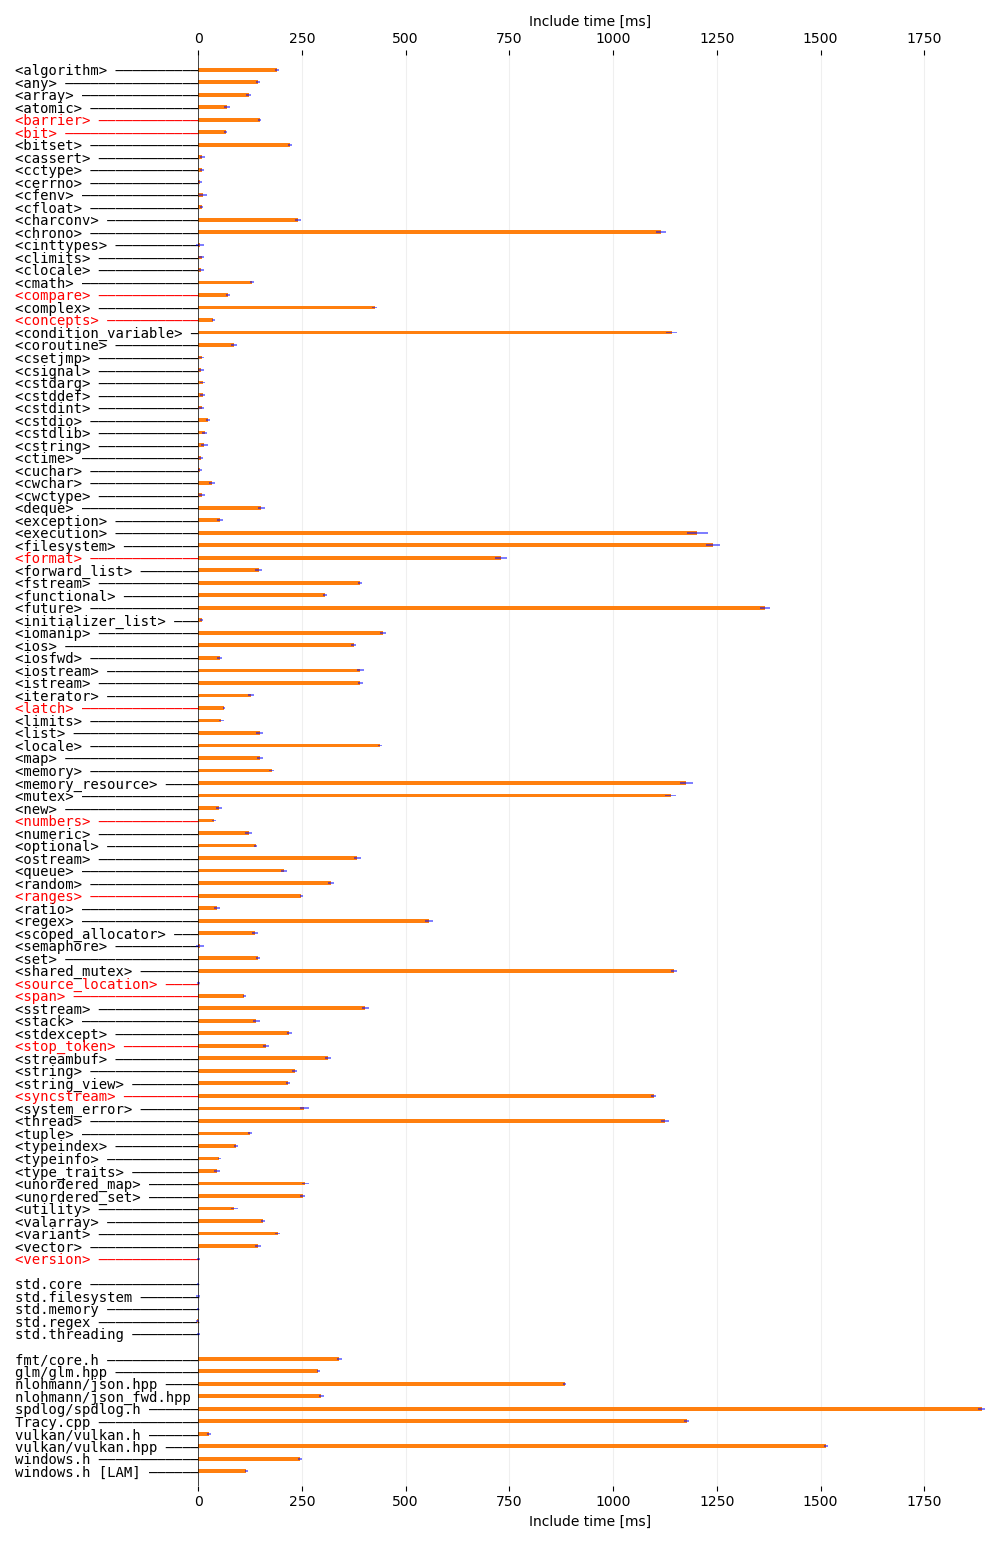 Include time [ms]
0 250 500 750 1000 1250 1500 1750
<algorithm>
<any>
<array>
<atomic>
<barrier>
<bit>
<bitset>
<cassert>
<cctype>
<cerrno>
<cfenv>
<cfloat>
<charconv>
<chrono>
<cinttypes>
<climits>
<clocale>
<cmath>
<compare>
<complex>
<concepts>
<condition_variable>
<coroutine>
<csetjmp>
<csignal>
<cstdarg>
<cstddef>
<cstdint>
<cstdio>
<cstdlib>
<cstring>
<ctime>
<cuchar>
<cwchar>
<cwctype>
<deque>
<exception>
<execution>
<filesystem>
<format>
<forward_list>
<fstream>
<functional>
<future>
<initializer_list>
<iomanip>
<ios>
<iosfwd>
<iostream>
<istream>
<iterator>
<latch>
<limits>
<list>
<locale>
<map>
<memory>
<memory_resource>
<mutex>
<new>
<numbers>
<numeric>
<optional>
<ostream>
<queue>
<random>
<ranges>
<ratio>
<regex>
<scoped_allocator>
<semaphore>
<set>
<shared_mutex>
<source_location>
<span>
<sstream>
<stack>
<stdexcept>
<stop_token>
<streambuf>
<string>
<string_view>
<syncstream>
<system_error>
<thread>
<tuple>
<typeindex>
<typeinfo>
<type_traits>
<unordered_map>
<unordered_set>
<utility>
<valarray>
<variant>
<vector>
<version>
std.core
std.filesystem
std.memory
std.regex
std.threading
fmt/core.h
glm/glm.hpp
nlohmann/json.hpp
nlohmann/json_fwd.hpp
spdlog/spdlog.h
Tracy.cpp
vulkan/vulkan.h
vulkan/vulkan.hpp
windows.h
windows.h [LAM]
0 250 500 750 1000 1250 1500 1750
Include time [ms]